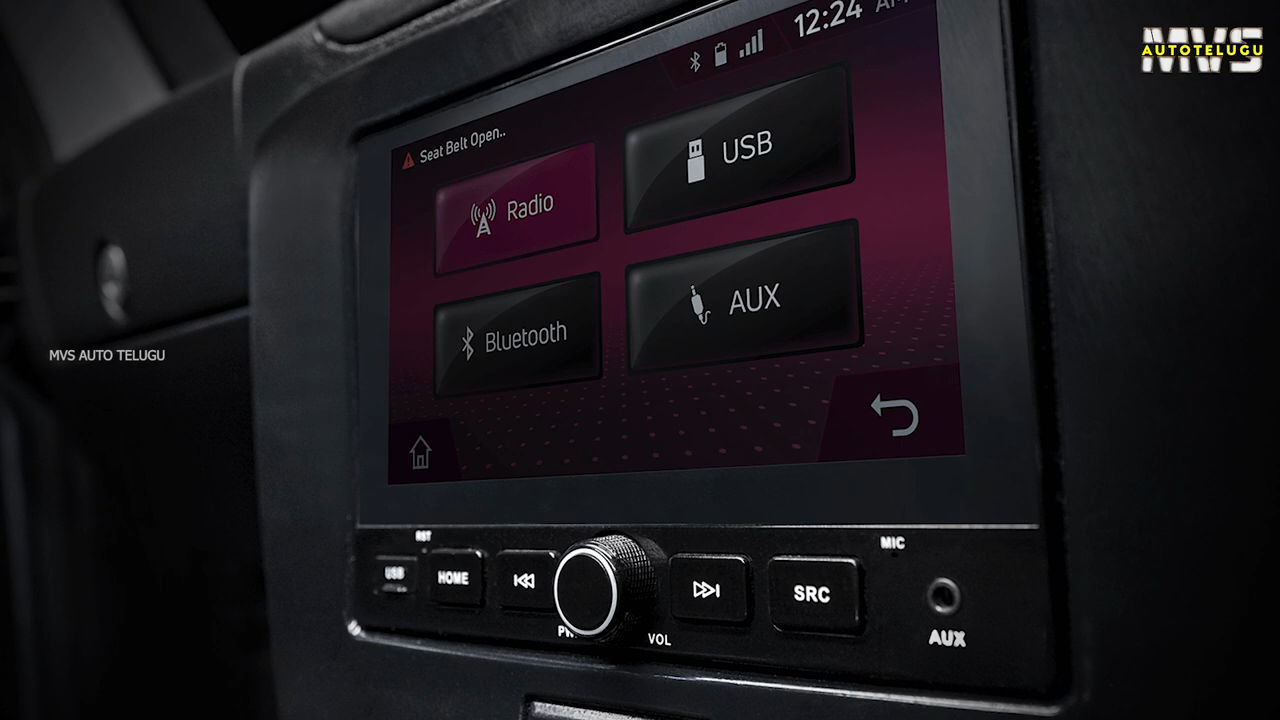 12:24 AM
MVS
AUTOTELUGU
Seat Belt Open..
USB
Radio
AUX
Bluetooth
MVS AUTO TELUGU
RST
MIC
USB
HOME
SRC
VOL
AUX